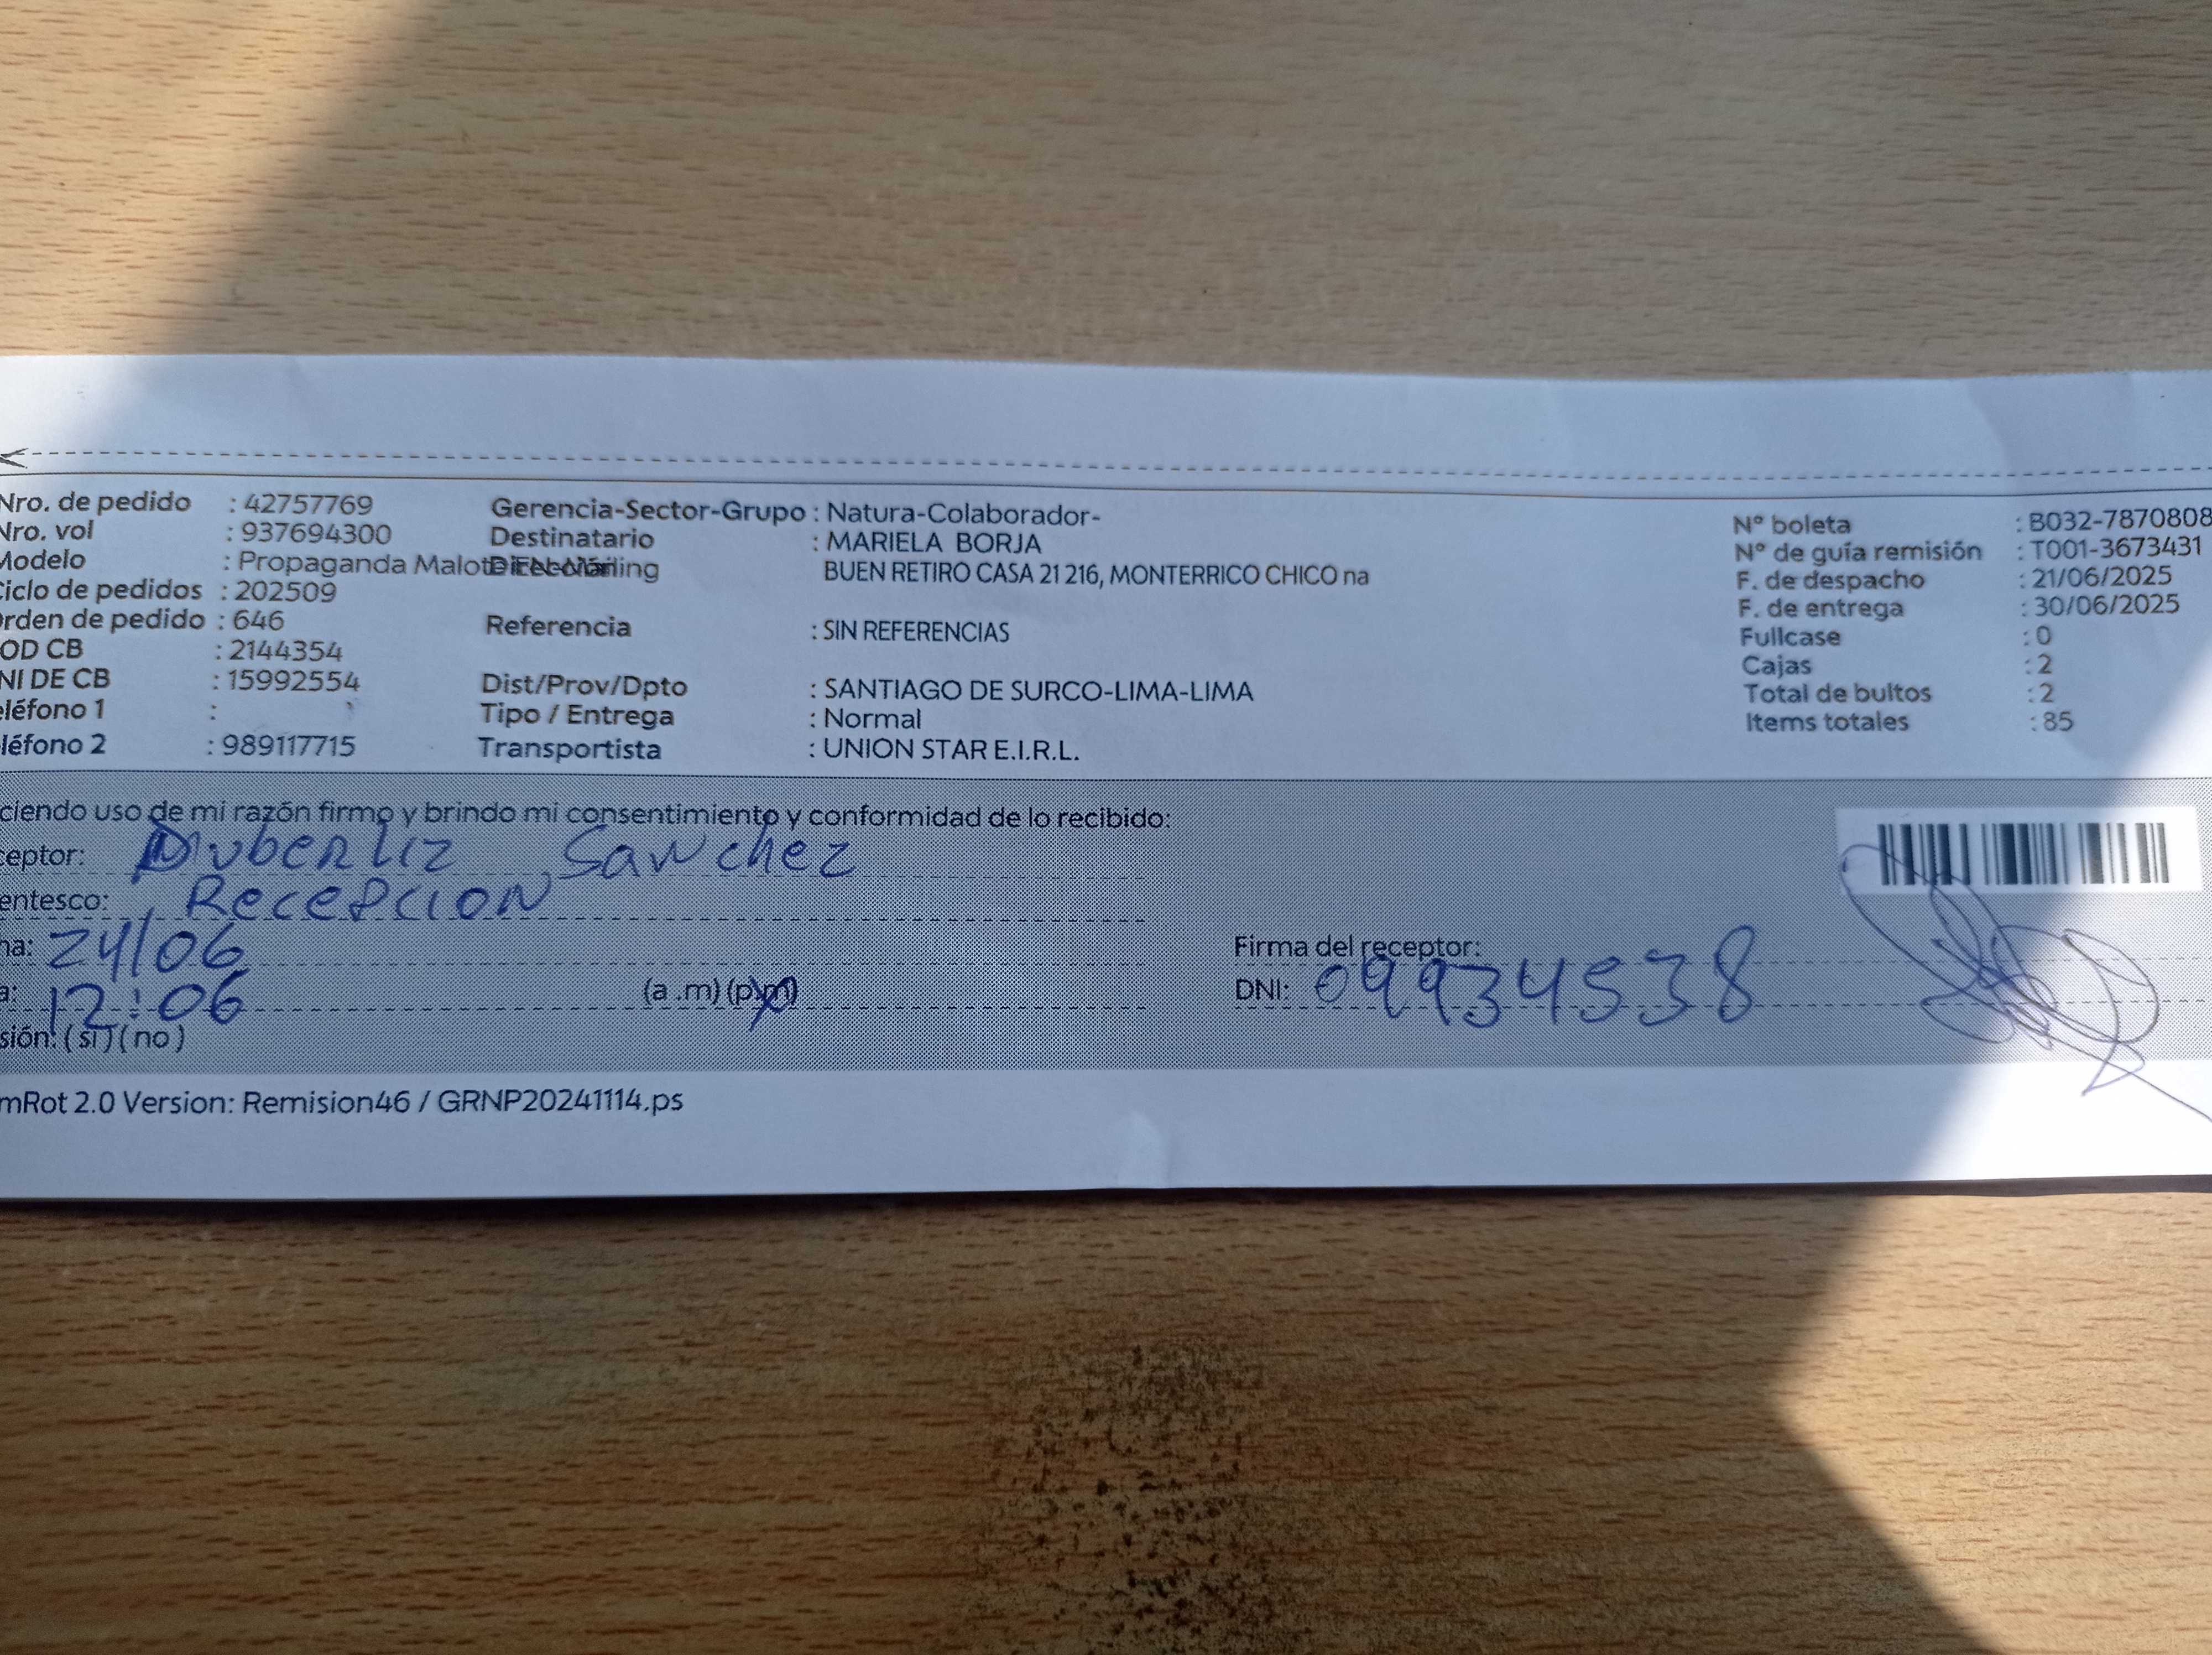 Nro. de pedido : 42757769 Gerencia-Sector-Grupo : Natura-Colaborador- N° boleta : B032-7870808
Nro. vol : 937694300 Destinatario : MARIELA BORJA N° de guía remisión : T001-3673431
Modelo : Propaganda BUEN RETIRO CASA 21 216, MONTERRICO CHICO na F. de despacho : 21/06/2025
Ciclo de pedidos : 202509 F. de entrega : 30/06/2025
rden de pedido : 646 Referencia : SIN REFERENCIAS Fullcase : 0
OD CB : 2144354 Cajas : 2
NI DE CB : 15992554 Dist/Prov/Dpto : SANTIAGO DE SURCO-LIMA-LIMA Total de bultos : 2
eléfono 1 : Tipo / Entrega : Normal Items totales : 85
léfono 2 : 989117715 Transportista : UNION STAR E.I.R.L.
ciendo uso de mi razón firmo y brindo mi consentimiento y conformidad de lo recibido:
ceptor: Duberliz Sanchez
entesco: Recepcion
ha: 24/06 Firma del receptor:
a: 12:06 (a .m) (p.m) DNI: 09934538
sión: ( si ) ( no )
mRot 2.0 Version: Remision46 / GRNP20241114.ps